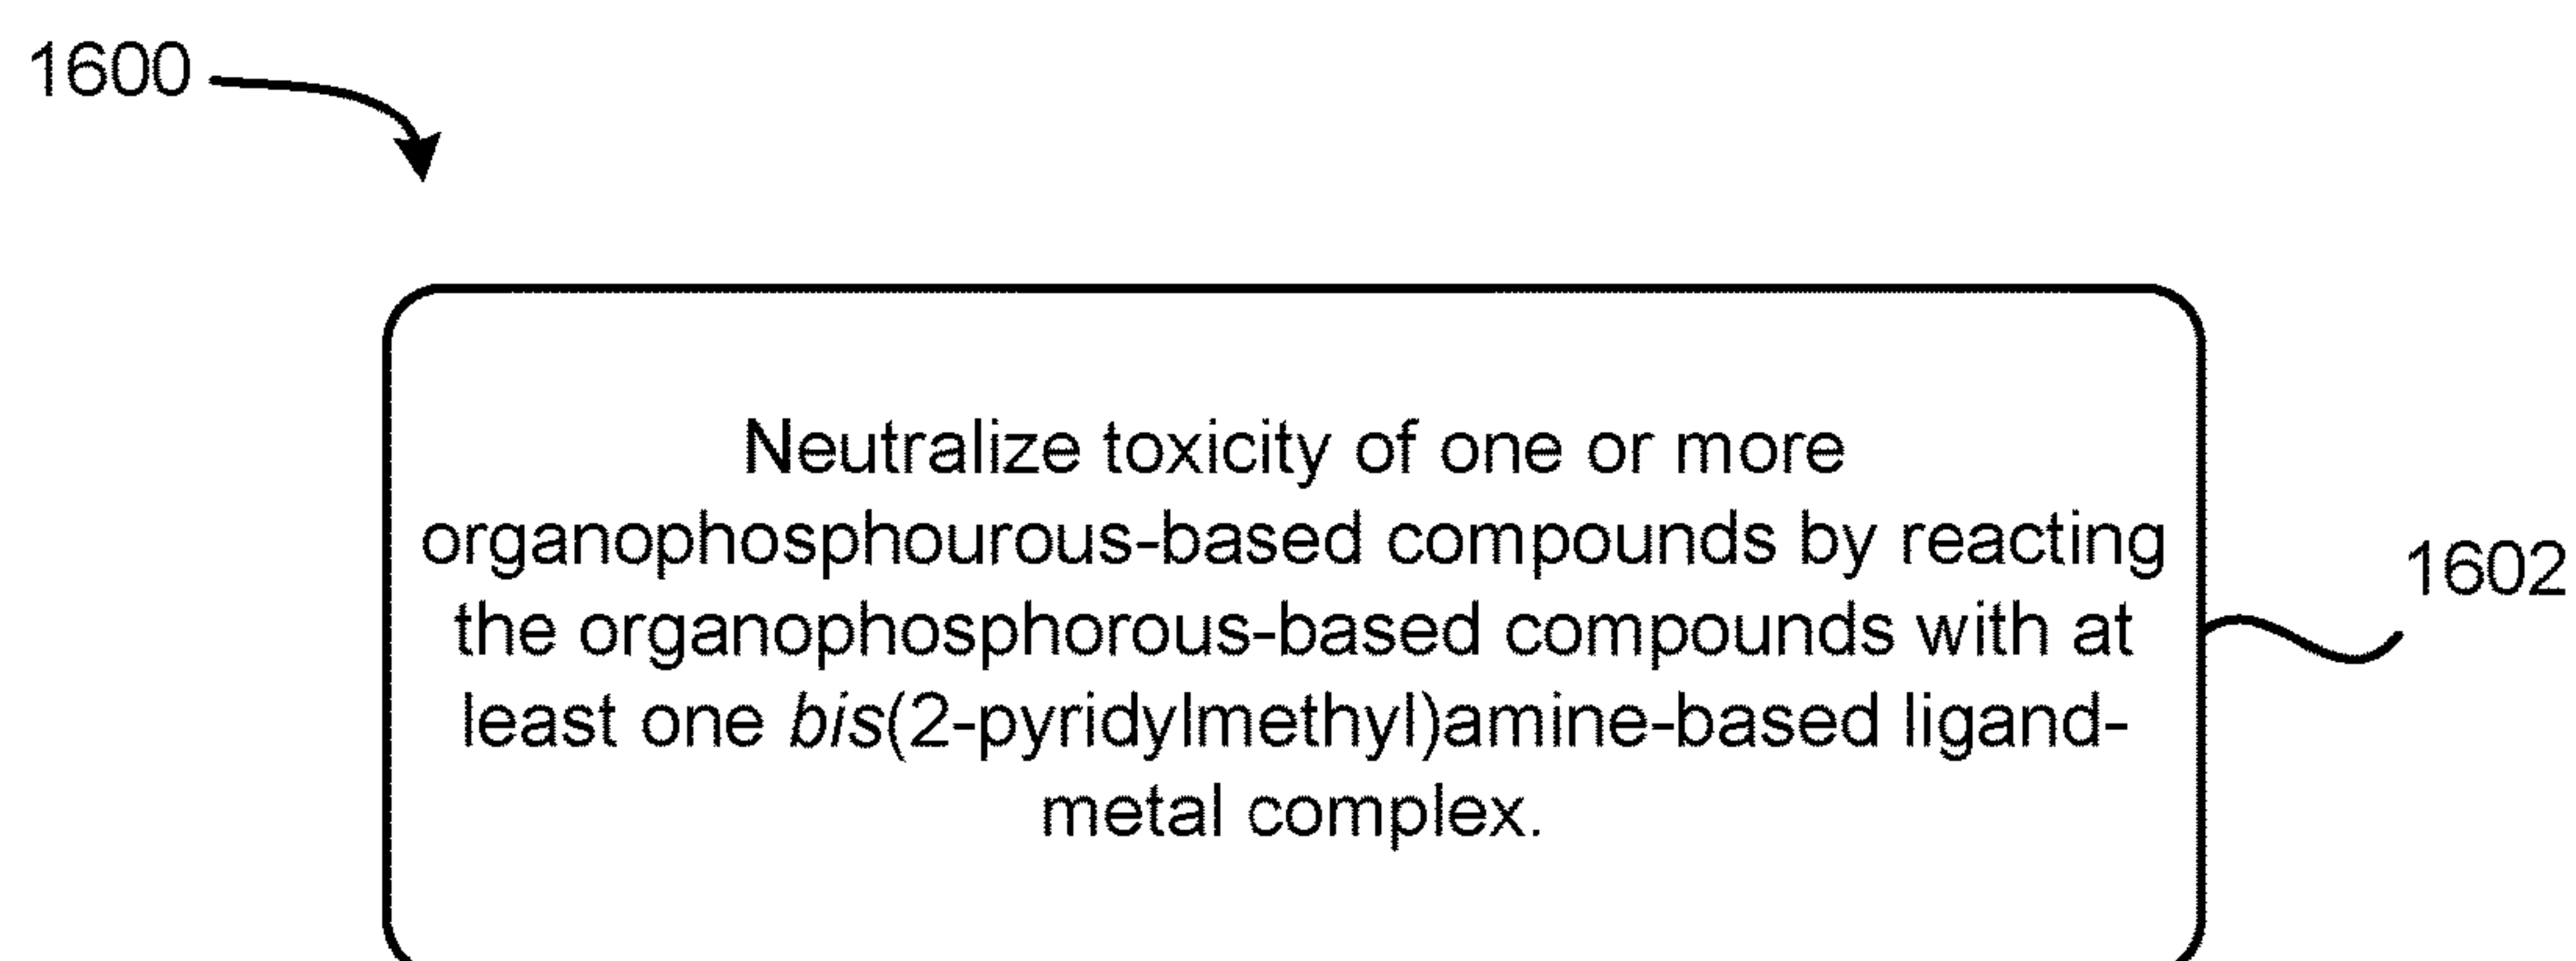 1600
Neutralize toxicity of one or more
organophosphourous-based compounds by reacting
the organophosphorous-based compounds with at
least one bis(2-pyridylmethyl)amine-based ligand-
metal complex.
1602